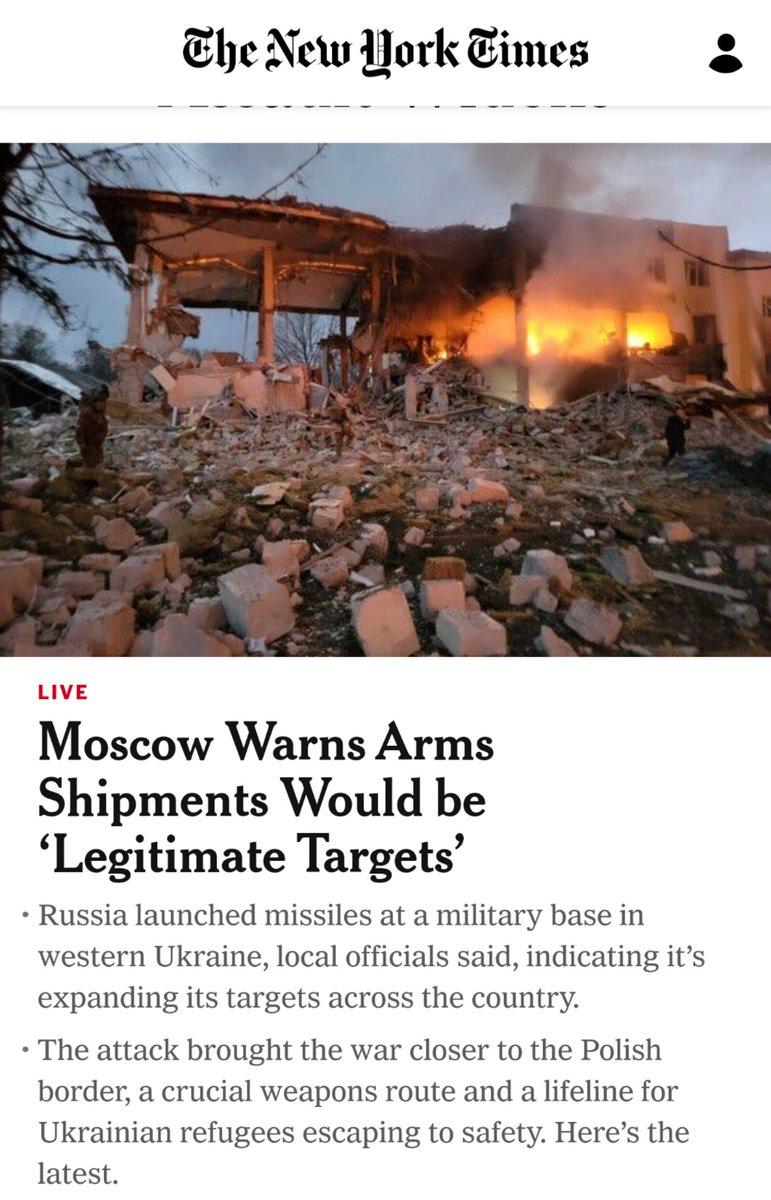 The New York Times
LIVE
Moscow Warns Arms
Shipments Would be
‘Legitimate Targets’
• Russia launched missiles at a military base in
western Ukraine, local officials said, indicating it’s
expanding its targets across the country.
• The attack brought the war closer to the Polish
border, a crucial weapons route and a lifeline for
Ukrainian refugees escaping to safety. Here’s the
latest.